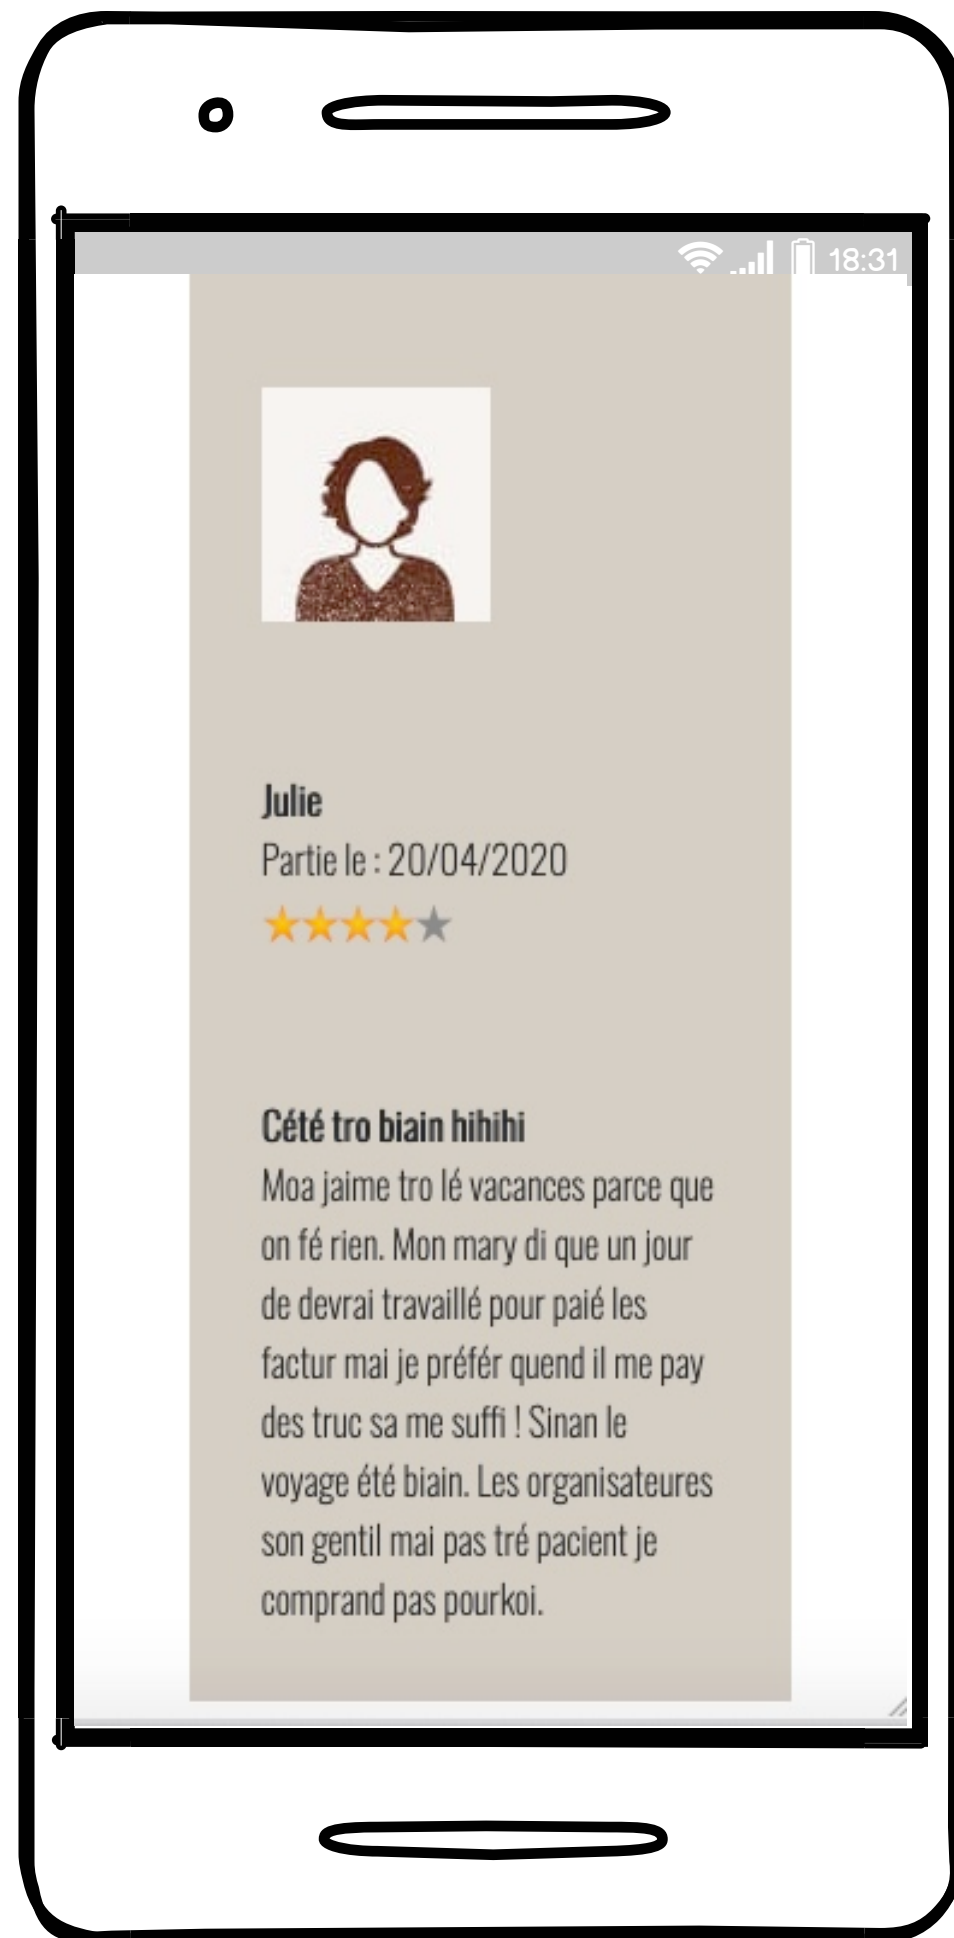 18:31
Julie
Partie le : 20/04/2020
Cété tro biain hihihi
Moa jaime tro lé vacances parce que
on fé rien. Mon mary di que un jour
de devrai travaillé pour paié les
factur mai je préfér quend il me pay
des truc sa me suffi ! Sinan le
voyage été biain. Les organisateures
son gentil mai pas tré pacient je
comprand pas pourkoi.